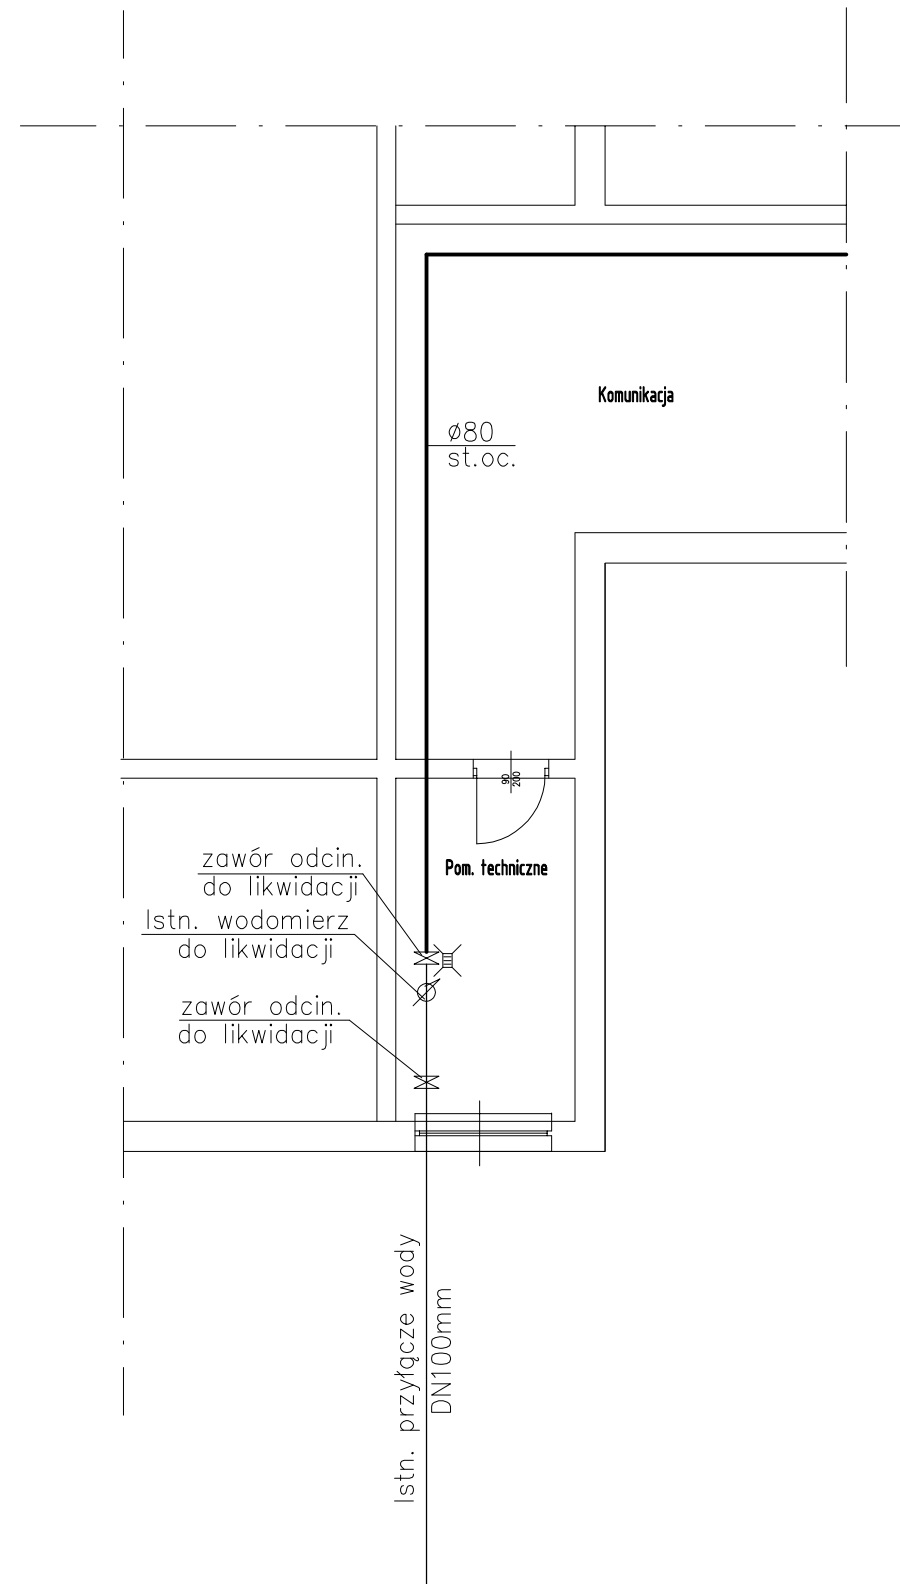 Komunikacja
ø80
st.oc.
90
200
zawór odcin.
do likwidacji
Pom. techniczne
Istn. wodomierz
do likwidacji
zawór odcin.
do likwidacji
Istn. przyłącze wody
DN100mm